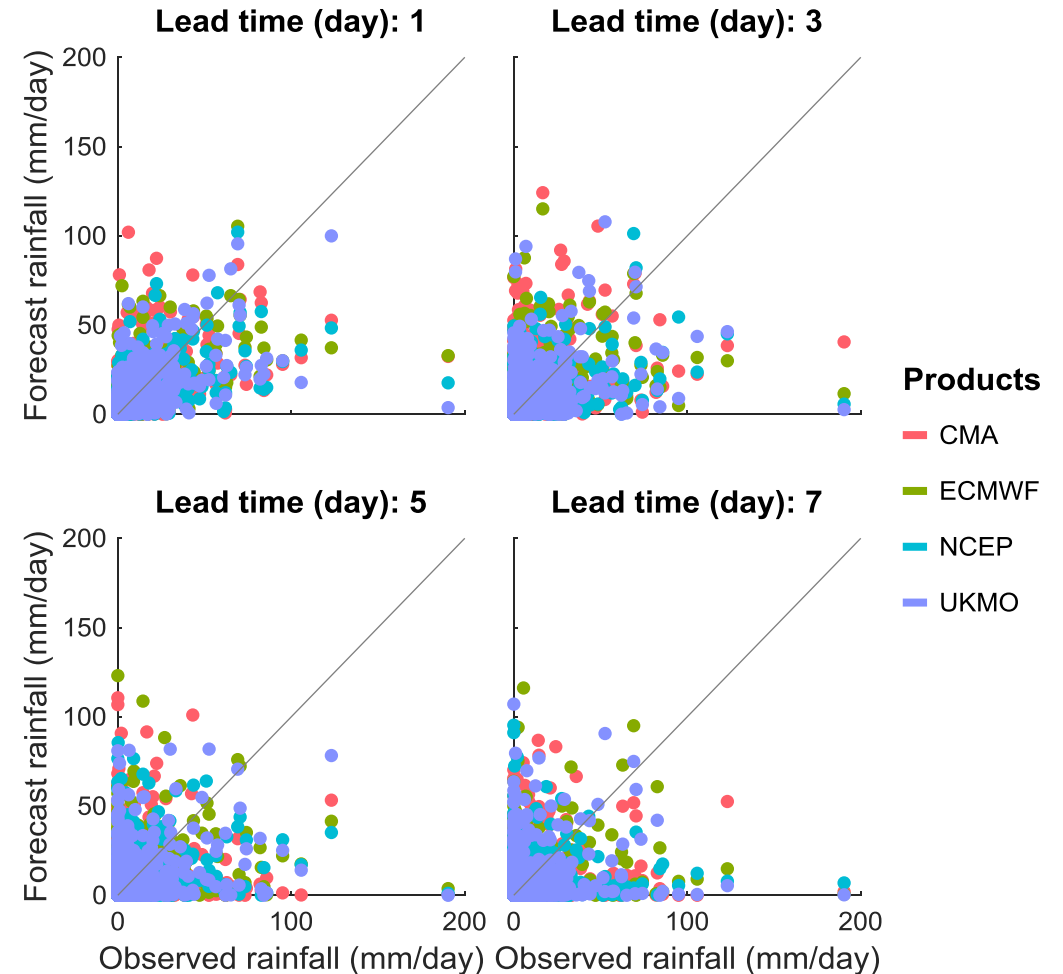 Lead time (day): 1
Lead time (day): 3
200
150
100
50
0
Forecast rainfall (mm/day)
Products
CMA
ECMWF
NCEP
UKMO
Lead time (day): 5
Lead time (day): 7
200
150
100
50
0
Forecast rainfall (mm/day)
0 100 200
0 100 200
Observed rainfall (mm/day)
Observed rainfall (mm/day)